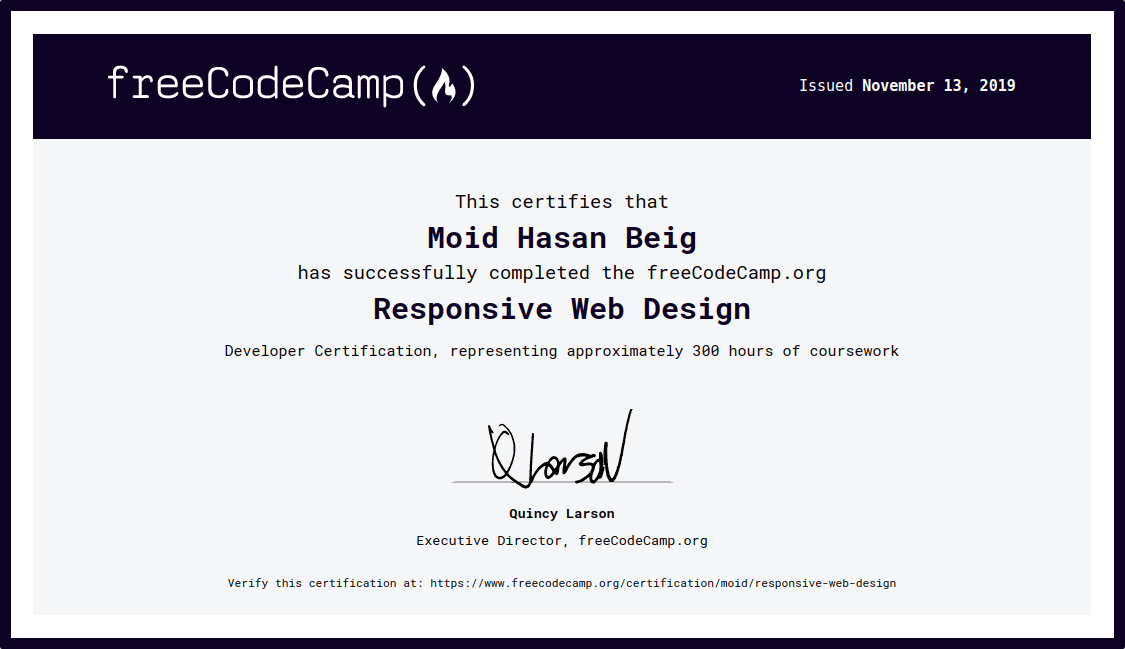 freeCodeCamp(🔥)
Issued November 13, 2019
This certifies that
Moid Hasan Beig
has successfully completed the freeCodeCamp.org
Responsive Web Design
Developer Certification, representing approximately 300 hours of coursework
Q Larson
Quincy Larson
Executive Director, freeCodeCamp.org
Verify this certification at: https://www.freecodecamp.org/certification/moid/responsive-web-design